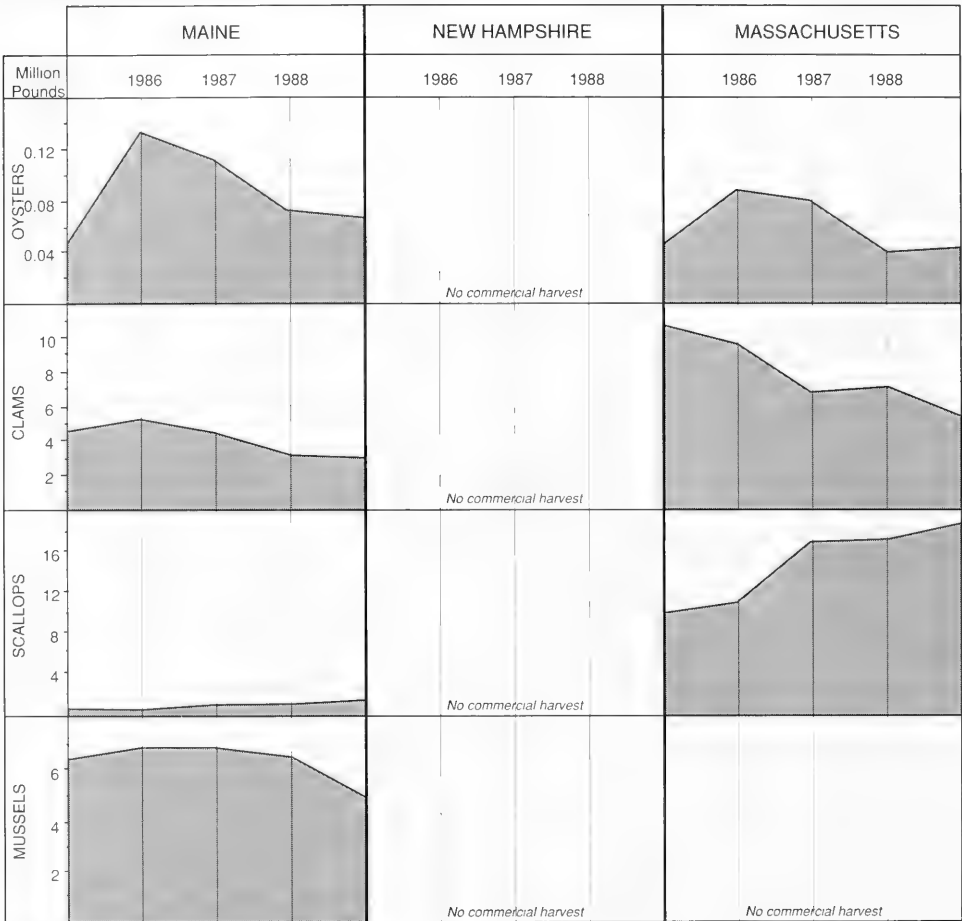 MAINE NEW HAMPSHIRE MASSACHUSETTS
Million Pounds 1986 1987 1988 1986 1987 1988 1986 1987 1988
OYSTERS
0.12
0.08
0.04
No commercial harvest
CLAMS
10
8
6
4
2
No commercial harvest
SCALLOPS
16
12
8
4
No commercial harvest
MUSSELS
6
4
2
No commercial harvest No commercial harvest